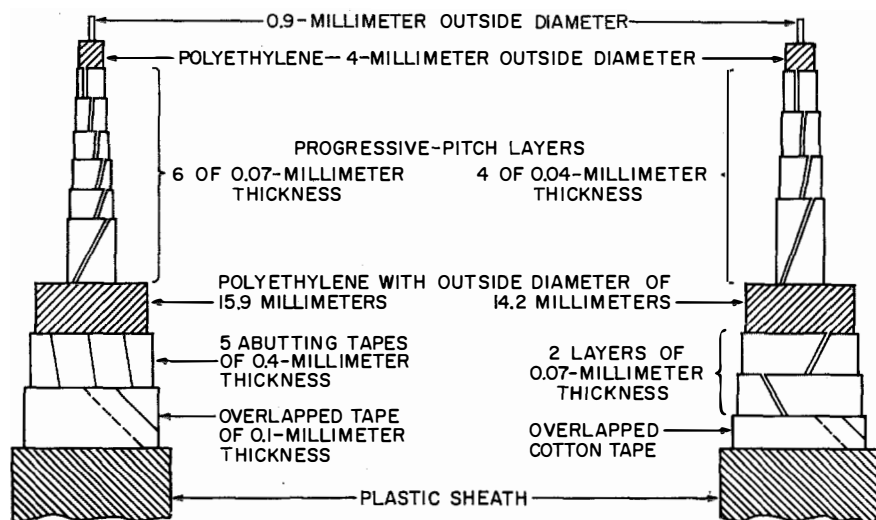 0.9-MILLIMETER OUTSIDE DIAMETER
POLYETHYLENE—4-MILLIMETER OUTSIDE DIAMETER
PROGRESSIVE-PITCH LAYERS
6 OF 0.07-MILLIMETER
THICKNESS
4 OF 0.04-MILLIMETER
THICKNESS
POLYETHYLENE WITH OUTSIDE DIAMETER OF
15.9 MILLIMETERS
14.2 MILLIMETERS
5 ABUTTING TAPES
OF 0.4-MILLIMETER
THICKNESS
2 LAYERS OF
0.07-MILLIMETER
THICKNESS
OVERLAPPED TAPE
OF 0.1-MILLIMETER
THICKNESS
OVERLAPPED
COTTON TAPE
PLASTIC SHEATH